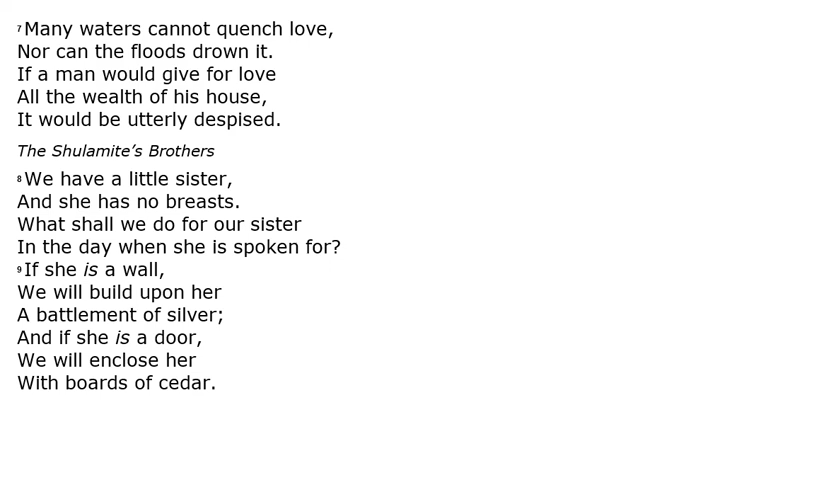 7 Many waters cannot quench love,
Nor can the floods drown it.
If a man would give for love
All the wealth of his house,
It would be utterly despised.
The Shulamite’s Brothers
8 We have a little sister,
And she has no breasts.
What shall we do for our sister
In the day when she is spoken for?
9 If she is a wall,
We will build upon her
A battlement of silver;
And if she is a door,
We will enclose her
With boards of cedar.